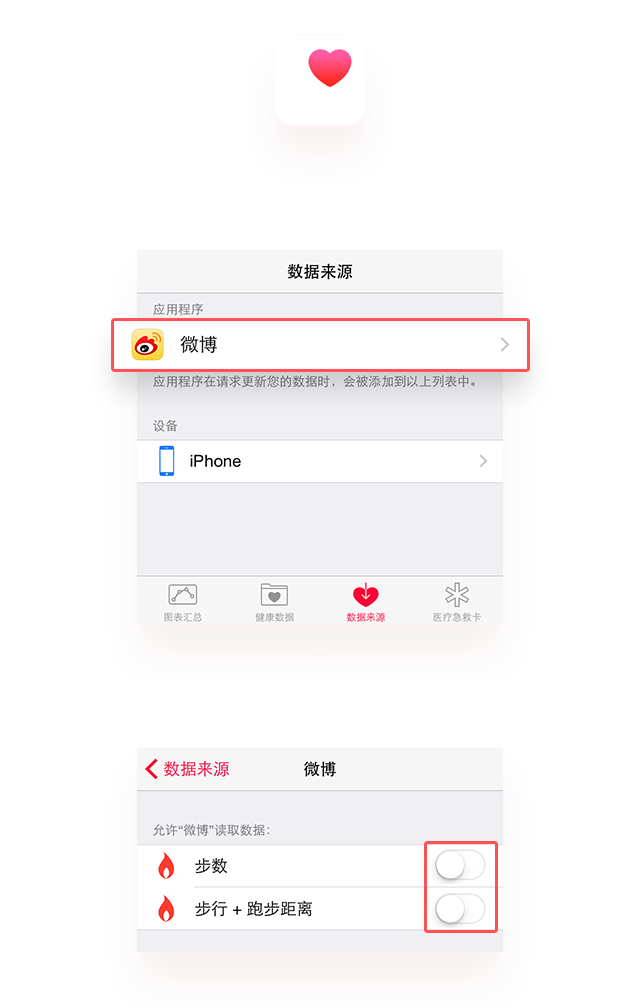 数据来源
应用程序
微博
应用程序在请求更新您的数据时，会被添加到以上列表中。
设备
iPhone
图表汇总
健康数据
数据来源
医疗急救卡
数据来源
微博
允许“微博”读取数据：
步数
步行 + 跑步距离